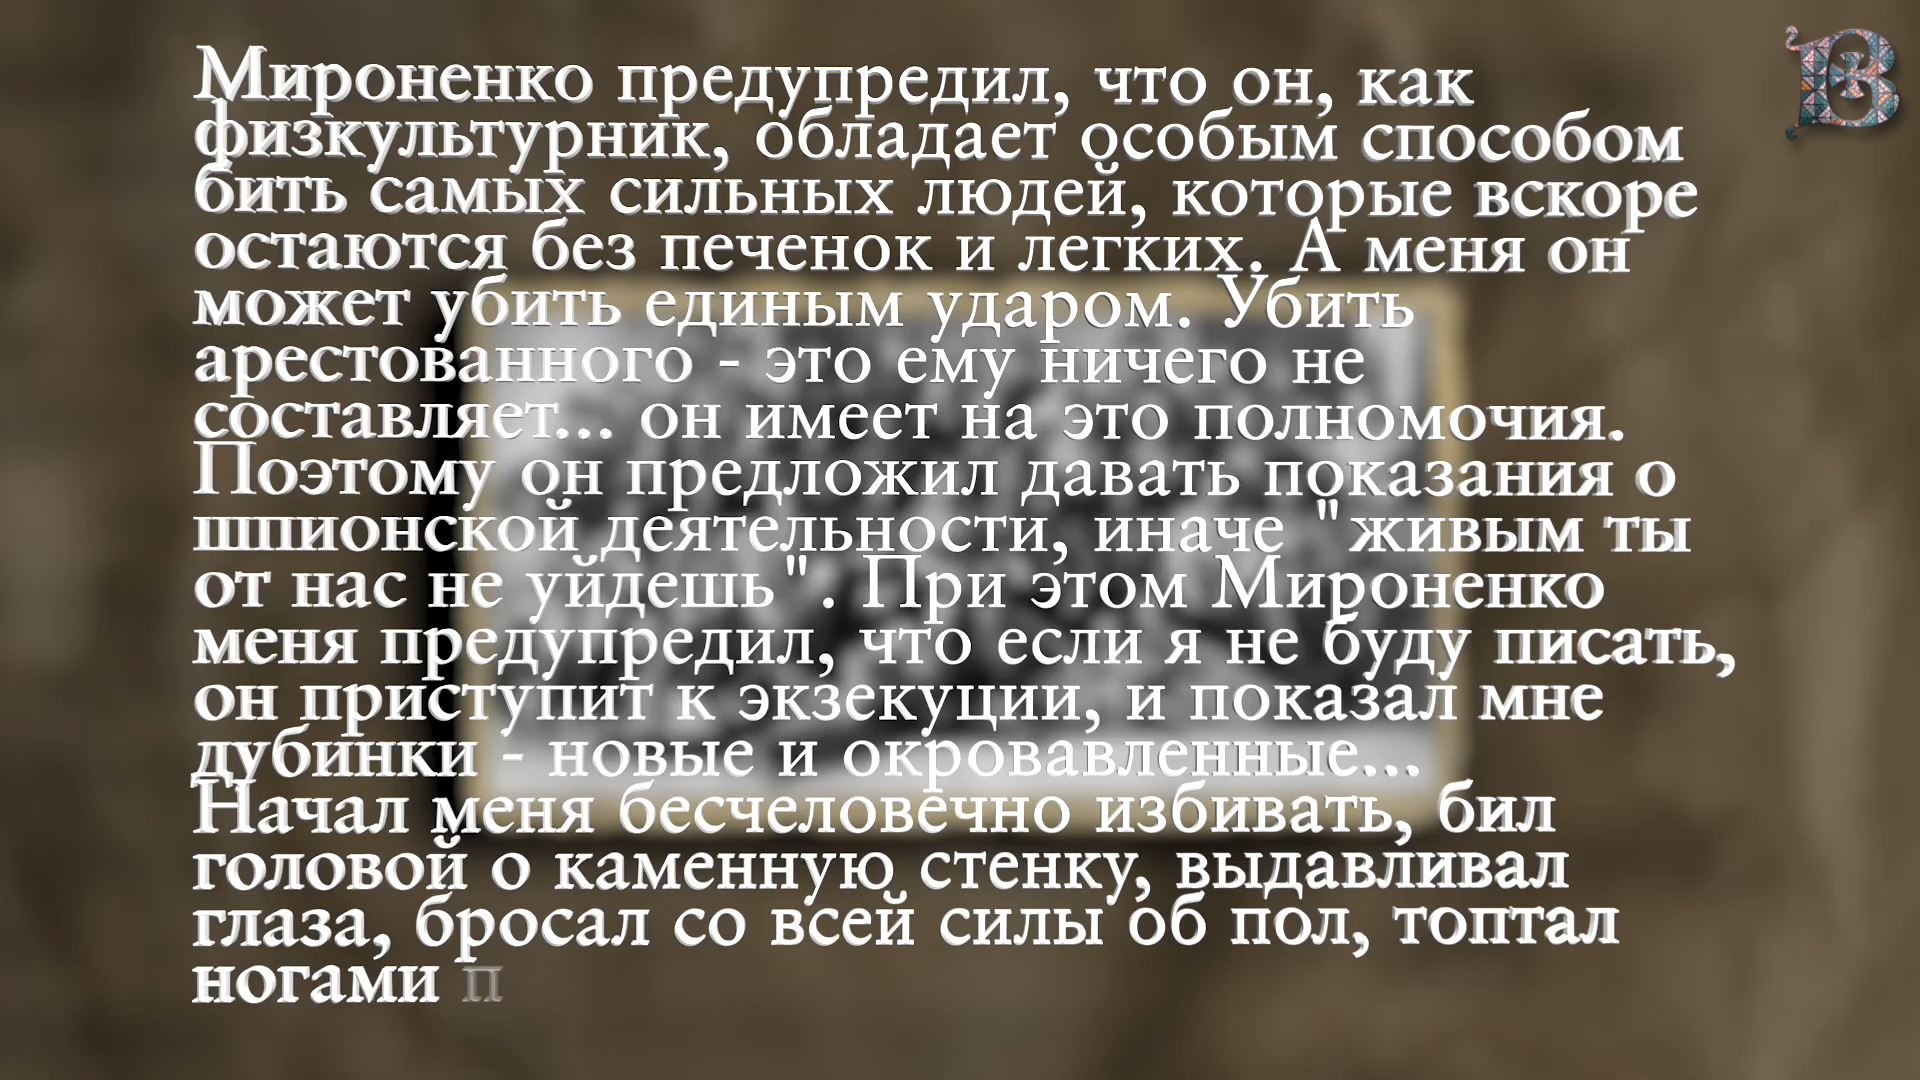 Мироненко предупредил, что он, как
физкультурник, обладает особым способом
бить самых сильных людей, которые вскоре
остаются без печенок и легких. А меня он
может убить единым ударом. Убить
арестованного - это ему ничего не
составляет... он имеет на это полномочия.
Поэтому он предложил давать показания о
шпионской деятельности, иначе "живым ты
от нас не уйдешь". При этом Мироненко
меня предупредил, что если я не буду писать,
он приступит к экзекуции, и показал мне
дубинки - новые и окровавленные...
Начал меня бесчеловечно избивать, бил
головой о каменную стенку, выдавливал
глаза, бросал со всей силы об пол, топтал
ногами п
В